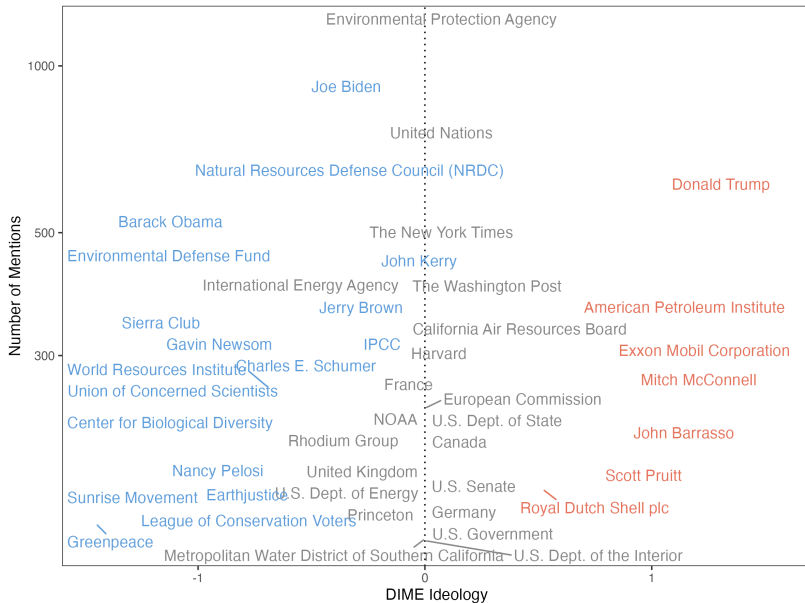 Environmental Protection Agency
1000
Joe Biden
United Nations
Natural Resources Defense Council (NRDC)
Donald Trump
Barack Obama
500
The New York Times
Environmental Defense Fund
John Kerry
International Energy Agency
The Washington Post
Jerry Brown
American Petroleum Institute
Sierra Club
California Air Resources Board
Gavin Newsom
IPCC
Harvard
Exxon Mobil Corporation
300
World Resources Institute
Charles E. Schumer
Mitch McConnell
France
Union of Concerned Scientists
European Commission
Center for Biological Diversity
NOAA
U.S. Dept. of State
John Barrasso
Rhodium Group
Canada
Nancy Pelosi
United Kingdom
Scott Pruitt
U.S. Senate
Sunrise Movement
Earthjustice
U.S. Dept. of Energy
Royal Dutch Shell plc
League of Conservation Voters
Princeton
Germany
U.S. Government
Greenpeace
Metropolitan Water District of Southern California
U.S. Dept. of the Interior
-1
0
1
DIME Ideology
Number of Mentions